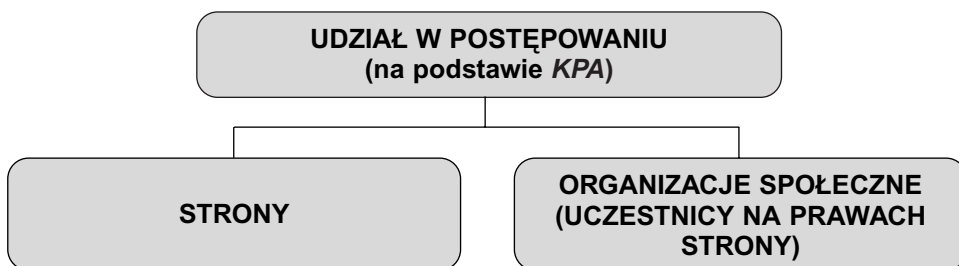 UDZIAŁ W POSTĘPOWANIU
(na podstawie KPA)
STRONY
ORGANIZACJE SPOŁECZNE
(UCZESTNICY NA PRAWACH
STRONY)